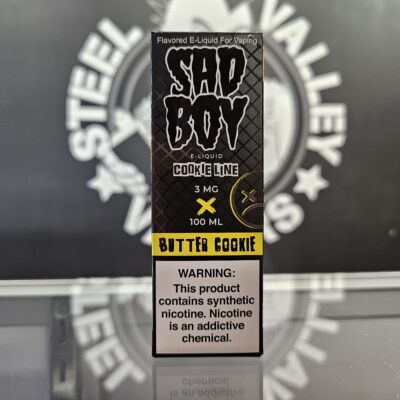 Flavored E-Liquid For Vaping
SAD
BOY
E-LIQUID
COOKIE LINE
3 MG
X
100 ML
BUTTER COOKIE
WARNING:
This product
contains synthetic
nicotine. Nicotine
is an addictive
chemical.
STEEL
VALLEY